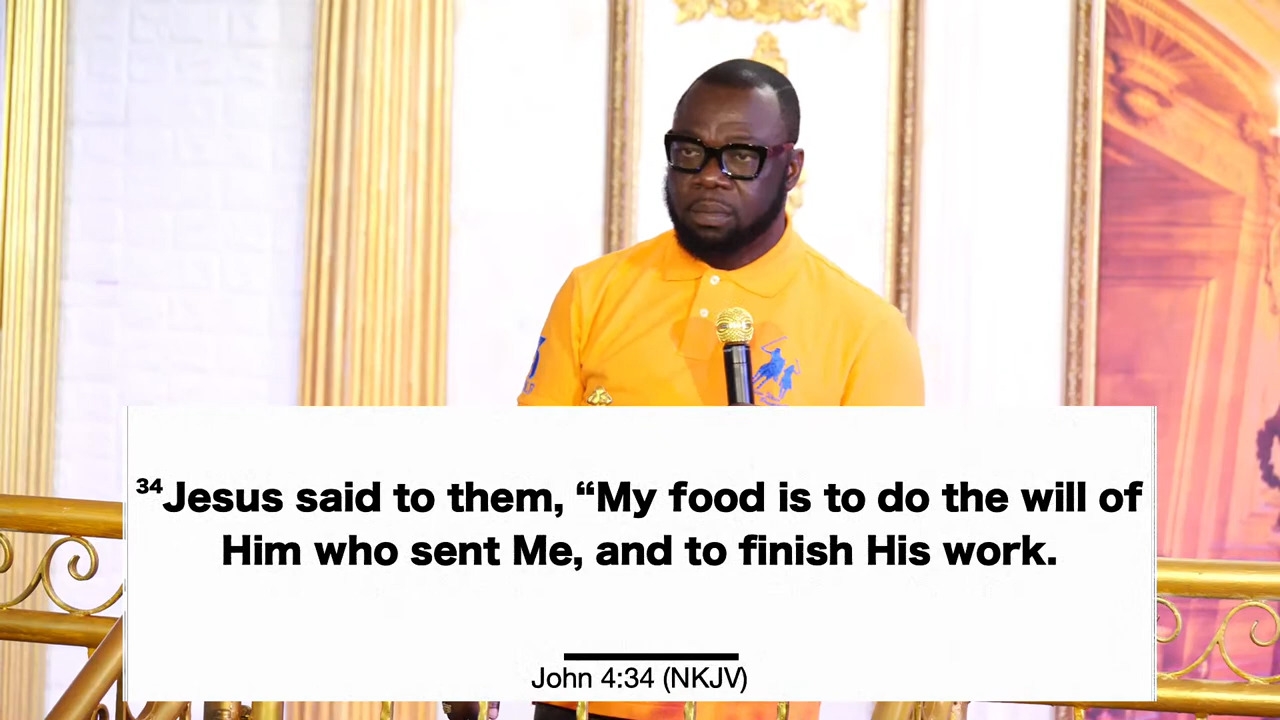 ³⁴Jesus said to them, “My food is to do the will of
Him who sent Me, and to finish His work.
John 4:34 (NKJV)